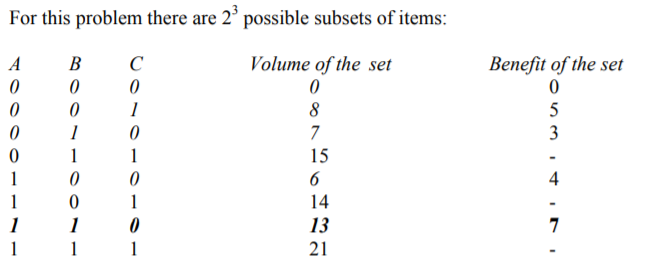 For this problem there are 2³ possible subsets of items:
A B C Volume of the set Benefit of the set
0 0 0 0 0
0 0 1 8 5
0 1 0 7 3
0 1 1 15 -
1 0 0 6 4
1 0 1 14 -
1 1 0 13 7
1 1 1 21 -